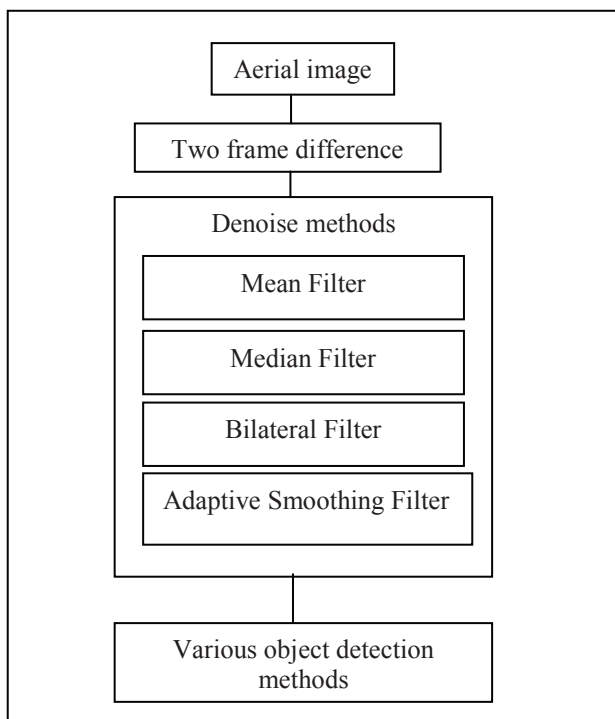 Aerial image
Two frame difference
Denoise methods
Mean Filter
Median Filter
Bilateral Filter
Adaptive Smoothing Filter
Various object detection
methods